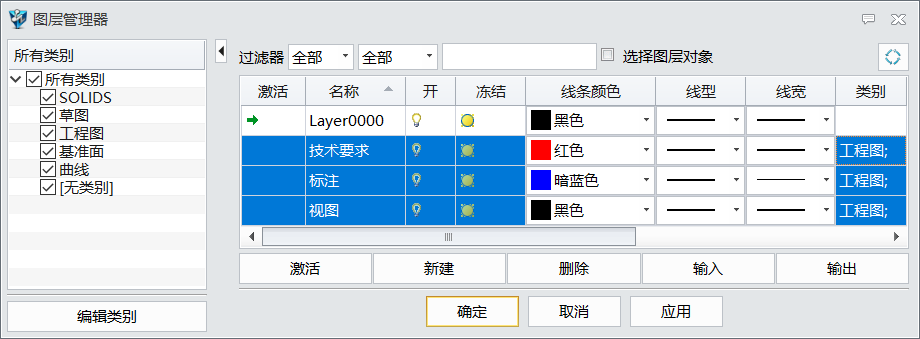 图层管理器
所有类别
所有类别
SOLIDS
草图
工程图
基准面
曲线
[无类别]
编辑类别
过滤器 全部 全部 选择图层对象
激活 名称 开 冻结 线条颜色 线型 线宽 类别
Layer0000 黑色
技术要求 红色 工程图;
标注 暗蓝色 工程图;
视图 黑色 工程图;
激活 新建 删除 输入 输出
确定 取消 应用